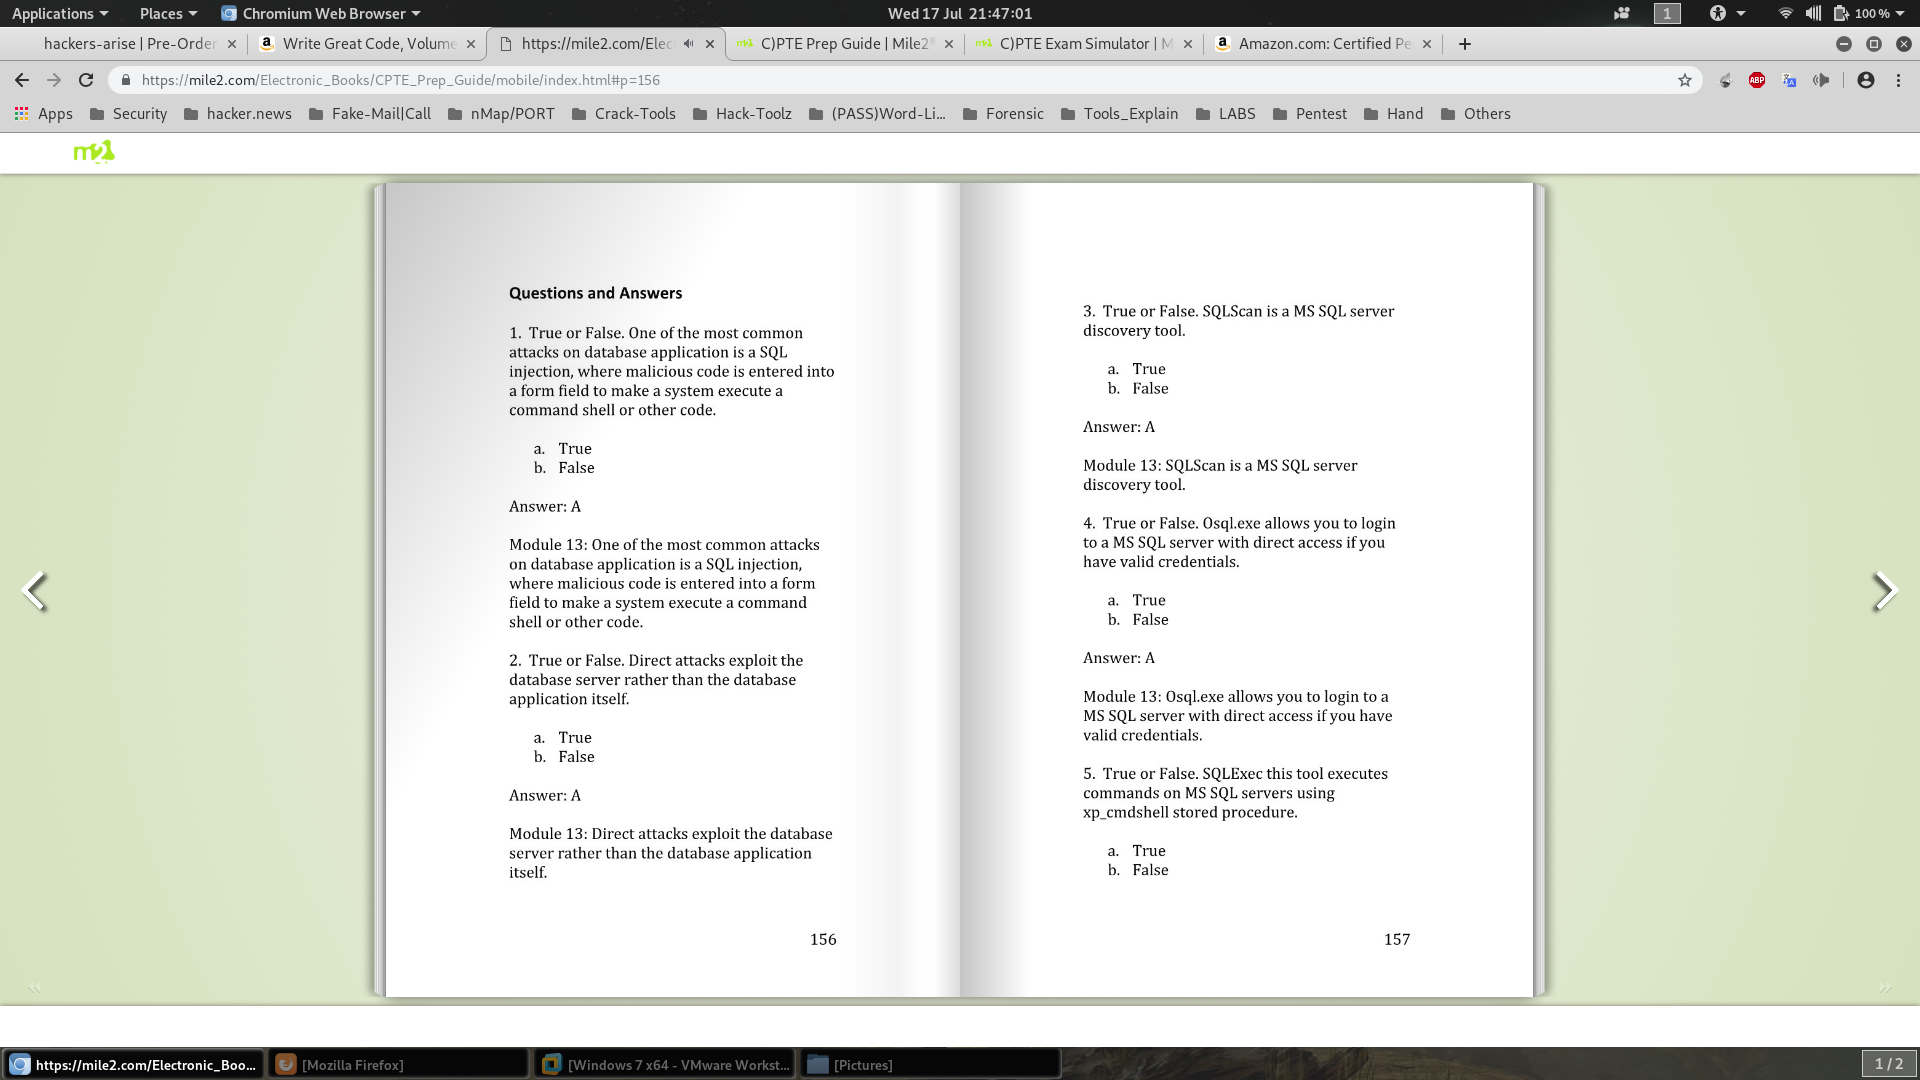 Applications Places Chromium Web Browser Wed 17 Jul 21:47:01 1 100 %
hackers-arise | Pre-Order Write Great Code, Volume https://mile2.com/Elec C)PTE Prep Guide | Mile2 C)PTE Exam Simulator | M Amazon.com: Certified Pe
https://mile2.com/Electronic_Books/CPTE_Prep_Guide/mobile/index.html#p=156 ABP
Apps Security hacker.news Fake-Mail|Call nMap/PORT Crack-Tools Hack-Toolz (PASS)Word-Li... Forensic Tools_Explain LABS Pentest Hand Others
m2
Questions and Answers
1. True or False. One of the most common
attacks on database application is a SQL
injection, where malicious code is entered into
a form field to make a system execute a
command shell or other code.
a. True
b. False
Answer: A
Module 13: One of the most common attacks
on database application is a SQL injection,
where malicious code is entered into a form
field to make a system execute a command
shell or other code.
2. True or False. Direct attacks exploit the
database server rather than the database
application itself.
a. True
b. False
Answer: A
Module 13: Direct attacks exploit the database
server rather than the database application
itself.
156
3. True or False. SQLScan is a MS SQL server
discovery tool.
a. True
b. False
Answer: A
Module 13: SQLScan is a MS SQL server
discovery tool.
4. True or False. Osql.exe allows you to login
to a MS SQL server with direct access if you
have valid credentials.
a. True
b. False
Answer: A
Module 13: Osql.exe allows you to login to a
MS SQL server with direct access if you have
valid credentials.
5. True or False. SQLExec this tool executes
commands on MS SQL servers using
xp_cmdshell stored procedure.
a. True
b. False
157
https://mile2.com/Electronic_Boo... [Mozilla Firefox] [Windows 7 x64 - VMware Workst... [Pictures] 1 / 2